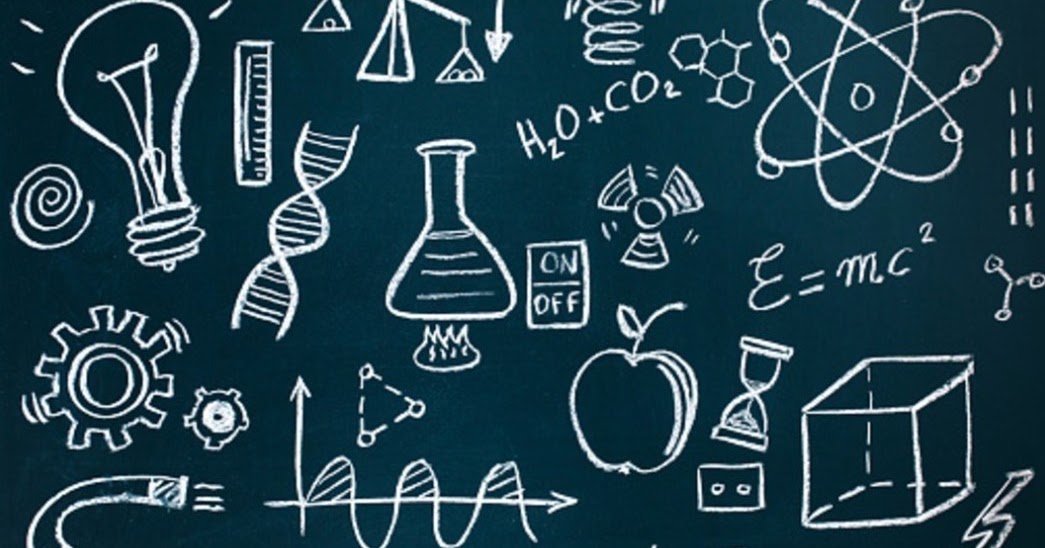 H₂O+CO₂
ON
OFF
E=mc²